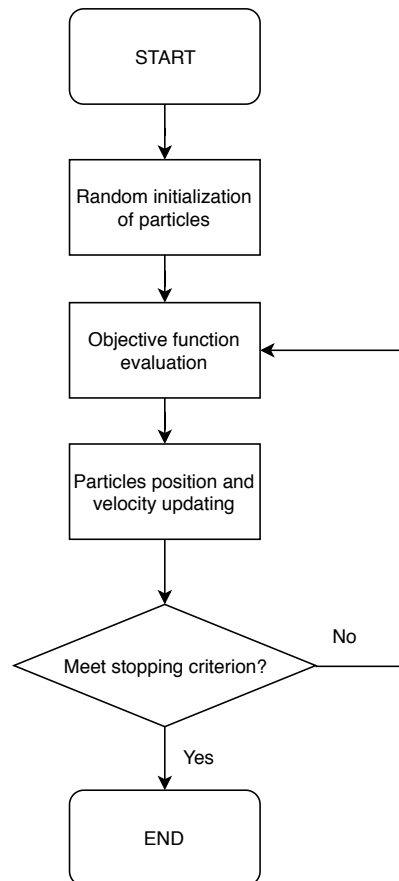 START
Random initialization
of particles
Objective function
evaluation
Particles position and
velocity updating
Meet stopping criterion?
No
Yes
END